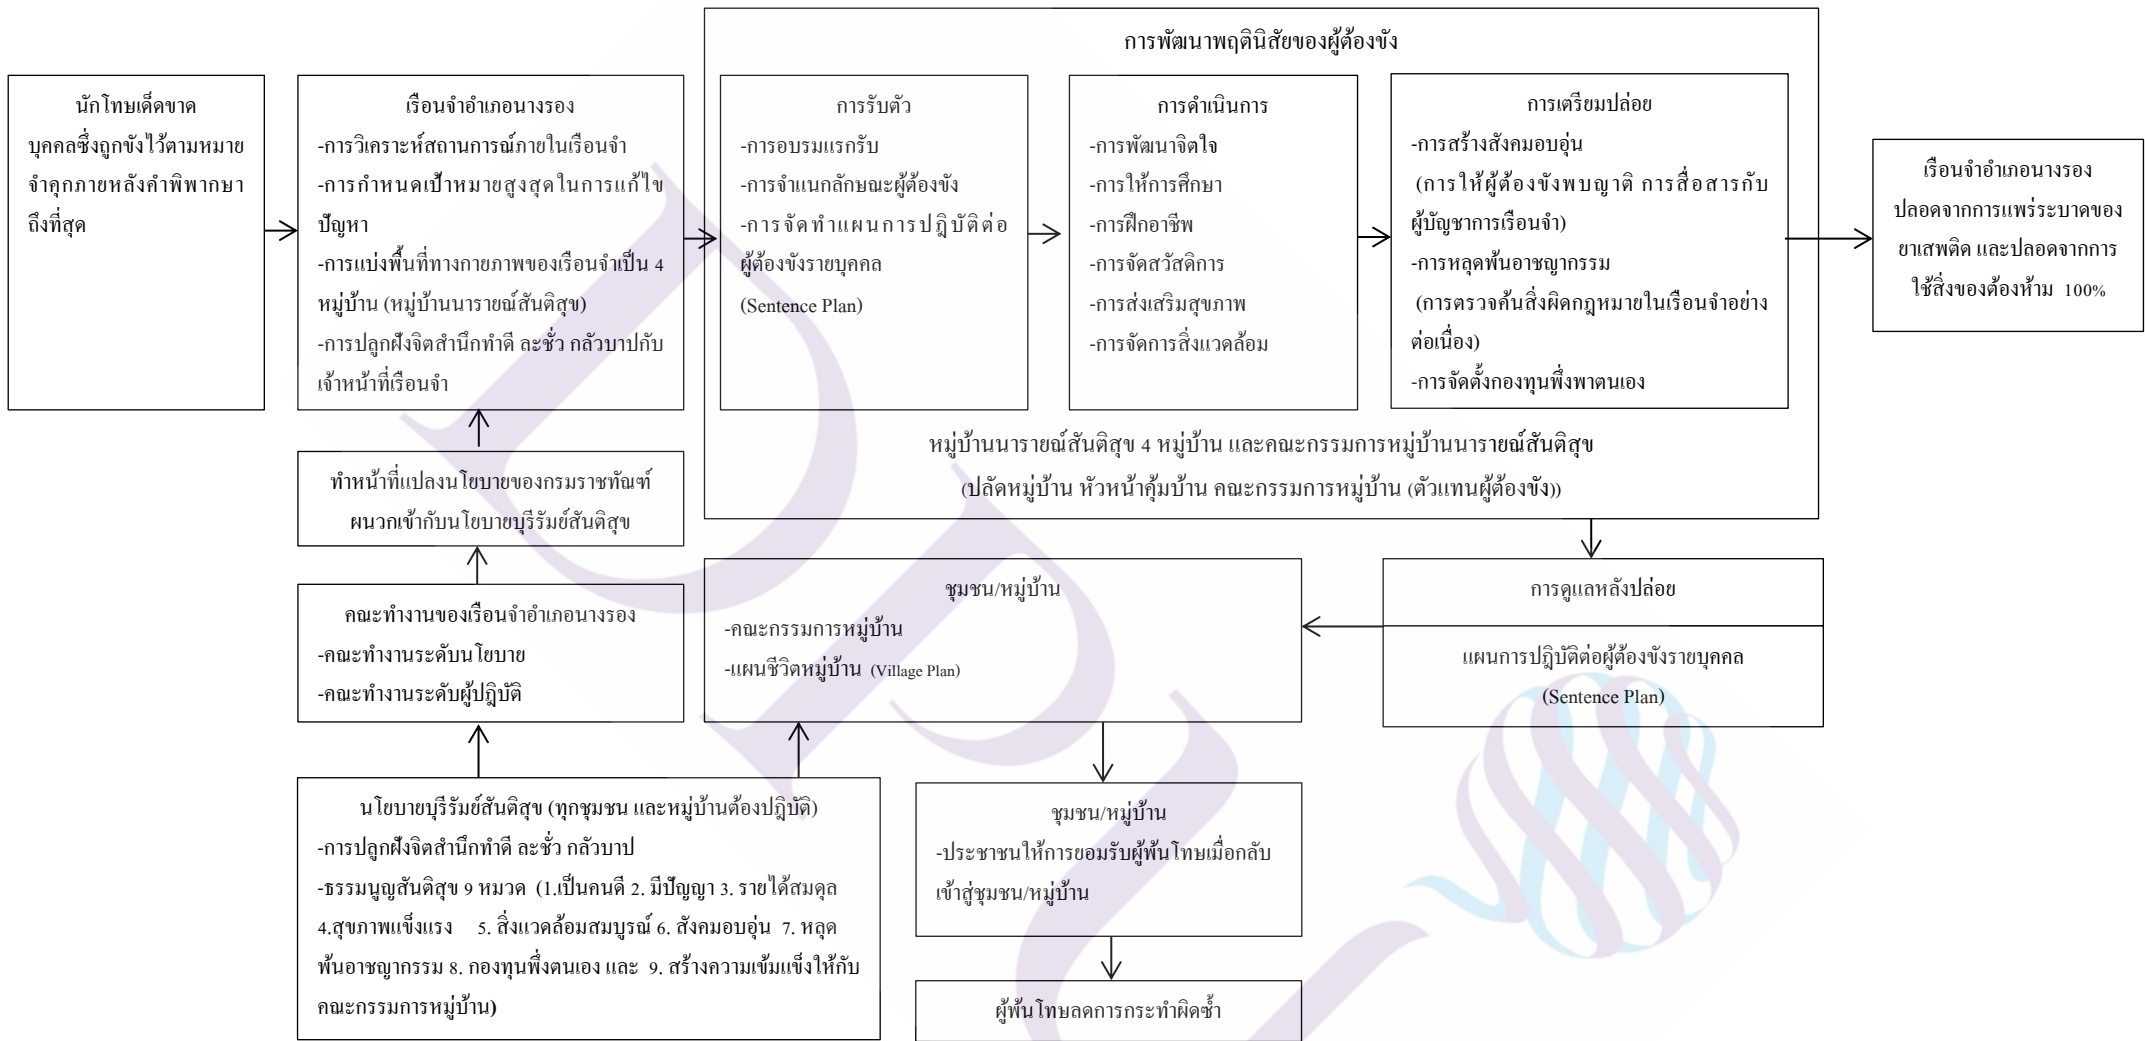 การพัฒนาพฤตินิสัยของผู้ต้องขัง
นักโทษเด็ดขาด
บุคคลซึ่งถูกขังไว้ตามหมาย
จำคุกภายหลังคำพิพากษา
ถึงที่สุด
เรือนจำอำเภอนางรอง
-การวิเคราะห์สถานการณ์ภายในเรือนจำ
-การกำหนดเป้าหมายสูงสุดในการแก้ไข
ปัญหา
-การแบ่งพื้นที่ทางกายภาพของเรือนจำเป็น 4
หมู่บ้าน (หมู่บ้านนารายณ์สันติสุข)
-การปลูกฝังจิตสำนึกทำดี ละชั่ว กลัวบาปกับ
เจ้าหน้าที่เรือนจำ
การรับตัว
-การอบรมแรกรับ
-การจำแนกลักษณะผู้ต้องขัง
-การจัดทำแผนการปฎิบัติต่อ
ผู้ต้องขังรายบุคคล
(Sentence Plan)
การดำเนินการ
-การพัฒนาจิตใจ
-การให้การศึกษา
-การฝึกอาชีพ
-การจัดสวัสดิการ
-การส่งเสริมสุขภาพ
-การจัดการสิ่งแวดล้อม
การเตรียมปล่อย
-การสร้างสังคมอบอุ่น
(การให้ผู้ต้องขังพบญาติ การสื่อสารกับ
ผู้บัญชาการเรือนจำ)
-การหลุดพ้นอาชญากรรม
(การตรวจค้นสิ่งผิดกฎหมายในเรือนจำอย่าง
ต่อเนื่อง)
-การจัดตั้งกองทุนพึ่งพาตนเอง
เรือนจำอำเภอนางรอง
ปลอดจากการแพร่ระบาดของ
ยาเสพติด และปลอดจากการ
ใช้สิ่งของต้องห้าม 100%
หมู่บ้านนารายณ์สันติสุข 4 หมู่บ้าน และคณะกรรมการหมู่บ้านนารายณ์สันติสุข
(ปลัดหมู่บ้าน หัวหน้าคุ้มบ้าน คณะกรรมการหมู่บ้าน (ตัวแทนผู้ต้องขัง))
ทำหน้าที่แปลงนโยบายของกรมราชทัณฑ์
ผนวกเข้ากับนโยบายบุรีรัมย์สันติสุข
คณะทำงานของเรือนจำอำเภอนางรอง
-คณะทำงานระดับนโยบาย
-คณะทำงานระดับผู้ปฎิบัติ
ชุมชน/หมู่บ้าน
-คณะกรรมการหมู่บ้าน
-แผนชีวิตหมู่บ้าน (Village Plan)
การดูแลหลังปล่อย
แผนการปฎิบัติต่อผู้ต้องขังรายบุคคล
(Sentence Plan)
นโยบายบุรีรัมย์สันติสุข (ทุกชุมชน และหมู่บ้านต้องปฎิบัติ)
-การปลูกฝังจิตสำนึกทำดี ละชั่ว กลัวบาป
-ธรรมนูญสันติสุข 9 หมวด (1.เป็นคนดี 2. มีปัญญา 3. รายได้สมดุล
4.สุขภาพแข็งแรง 5. สิ่งแวดล้อมสมบูรณ์ 6. สังคมอบอุ่น 7. หลุด
พ้นอาชญากรรม 8. กองทุนพึ่งตนเอง และ 9. สร้างความเข้มแข็งให้กับ
คณะกรรมการหมู่บ้าน)
ชุมชน/หมู่บ้าน
-ประชาชนให้การยอมรับผู้พ้นโทษเมื่อกลับ
เข้าสู่ชุมชน/หมู่บ้าน
ผู้พ้นโทษลดการกระทำผิดซ้ำ